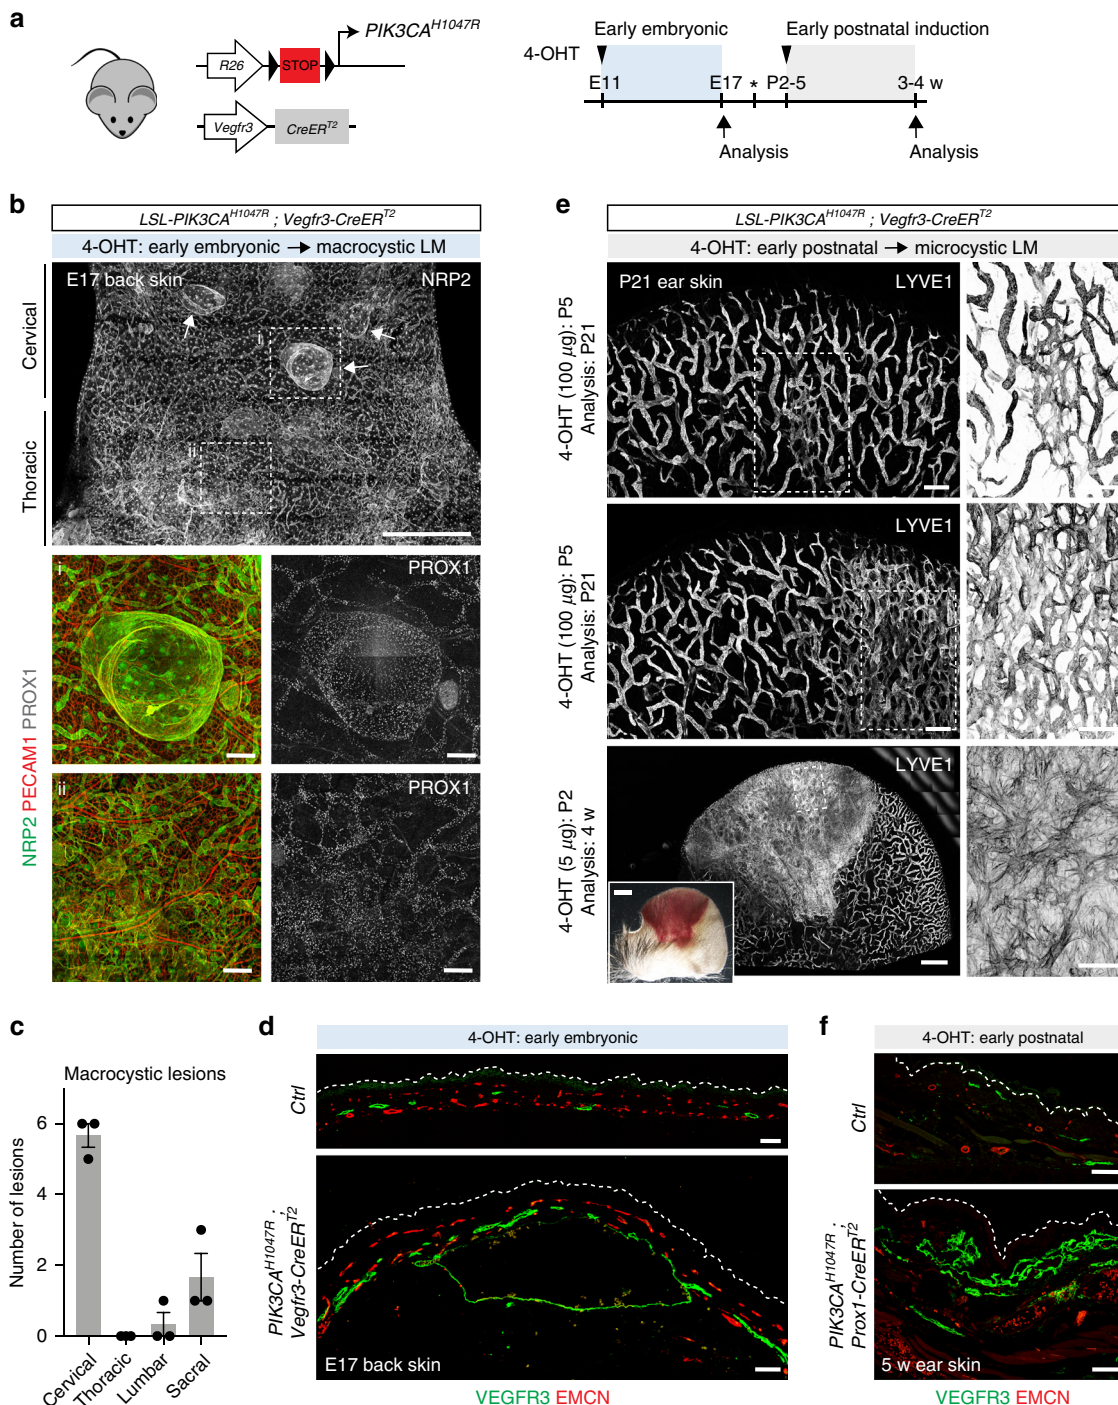 a
PIK3CA^H1047R
R26
STOP
Vegfr3
CreER^T2
Early embryonic
Early postnatal induction
4-OHT
E11
E17
*
P2-5
3-4 w
Analysis
Analysis
b
LSL-PIK3CA^H1047R ; Vegfr3-CreER^T2
4-OHT: early embryonic → macrocystic LM
E17 back skin
NRP2
Cervical
Thoracic
i
ii
i
PROX1
ii
PROX1
NRP2 PECAM1 PROX1
c
Macrocystic lesions
Number of lesions
6
4
2
0
Cervical
Thoracic
Lumbar
Sacral
d
4-OHT: early embryonic
Ctrl
PIK3CA^H1047R ;
Vegfr3-CreER^T2
E17 back skin
VEGFR3 EMCN
e
LSL-PIK3CA^H1047R ; Vegfr3-CreER^T2
4-OHT: early postnatal → microcystic LM
P21 ear skin
LYVE1
4-OHT (100 µg): P5
Analysis: P21
LYVE1
4-OHT (100 µg): P5
Analysis: P21
LYVE1
4-OHT (5 µg): P2
Analysis: 4 w
f
4-OHT: early postnatal
Ctrl
PIK3CA^H1047R ;
Prox1-CreER^T2
5 w ear skin
VEGFR3 EMCN